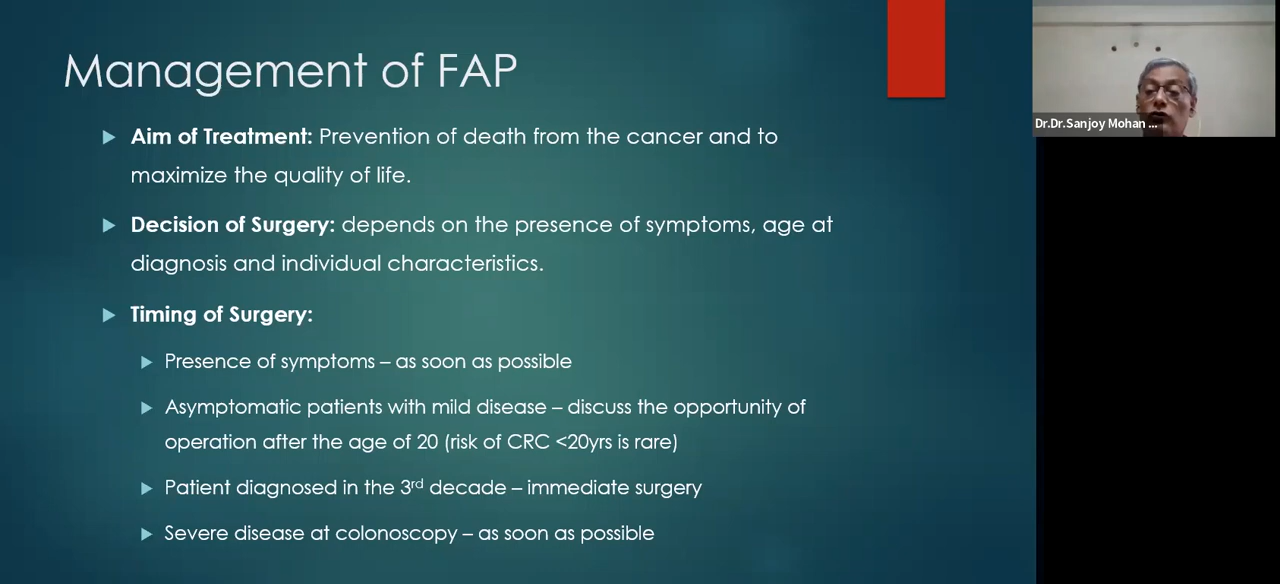 Management of FAP
Aim of Treatment: Prevention of death from the cancer and to
maximize the quality of life.
Decision of Surgery: depends on the presence of symptoms, age at
diagnosis and individual characteristics.
Timing of Surgery:
Presence of symptoms – as soon as possible
Asymptomatic patients with mild disease – discuss the opportunity of
operation after the age of 20 (risk of CRC <20yrs is rare)
Patient diagnosed in the 3rd decade – immediate surgery
Severe disease at colonoscopy – as soon as possible
Dr.Dr.Sanjoy Mohan ...